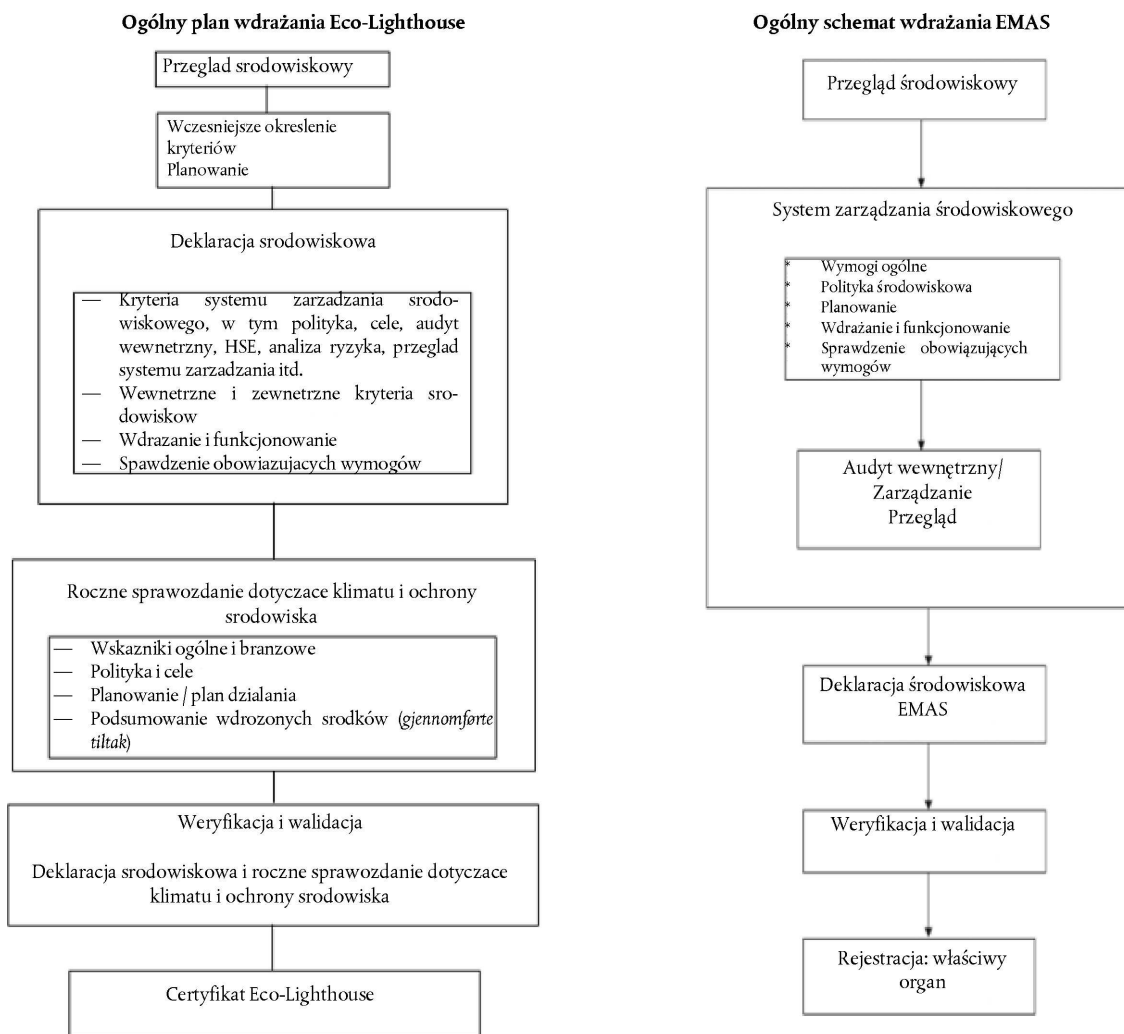 Ogólny plan wdrażania Eco-Lighthouse
Przeglad srodowiskowy
Wczesniejsze okreslenie
kryteriów
Planowanie
Deklaracja srodowiskowa
— Kryteria systemu zarzadzania srodo-
wiskowego, w tym polityka, cele, audyt
wewnetrzny, HSE, analiza ryzyka, przeglad
systemu zarzadzania itd.
— Wewnetrzne i zewnetrzne kryteria sro-
dowiskow
— Wdrazanie i funkcjonowanie
— Spawdzenie obowiazujacych wymogów
Roczne sprawozdanie dotyczace klimatu i ochrony
srodowiska
— Wskazniki ogólne i branzowe
— Polityka i cele
— Planowanie / plan dzialania
— Podsumowanie wdrozonych srodków (gjennomførte
tiltak)
Weryfikacja i walidacja
Deklaracja srodowiskowa i roczne sprawozdanie dotyczace
klimatu i ochrony srodowiska
Certyfikat Eco-Lighthouse
Ogólny schemat wdrażania EMAS
Przegląd środowiskowy
System zarządzania środowiskowego
* Wymogi ogólne
* Polityka środowiskowa
* Planowanie
* Wdrażanie i funkcjonowanie
* Sprawdzenie obowiązujących
wymogów
Audyt wewnętrzny/
Zarządzanie
Przegląd
Deklaracja środowiskowa
EMAS
Weryfikacja i walidacja
Rejestracja: właściwy
organ